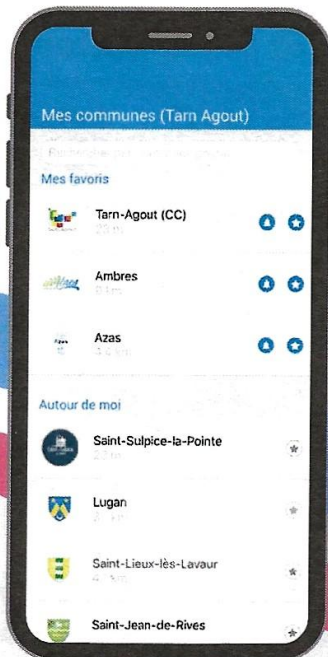 Mes communes (Tarn Agout)
Mes favoris
Tarn-Agout (CC)
Ambres
Azas
Autour de moi
Saint-Sulpice-la-Pointe
Lugan
Saint-Lieux-lès-Lavaur
Saint-Jean-de-Rives